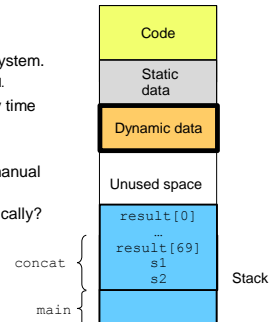 ystem.
.
time
anual
cally?
Code
Static
data
Dynamic data
Unused space
result[0]
…
result[69]
s1
s2
concat
main
Stack